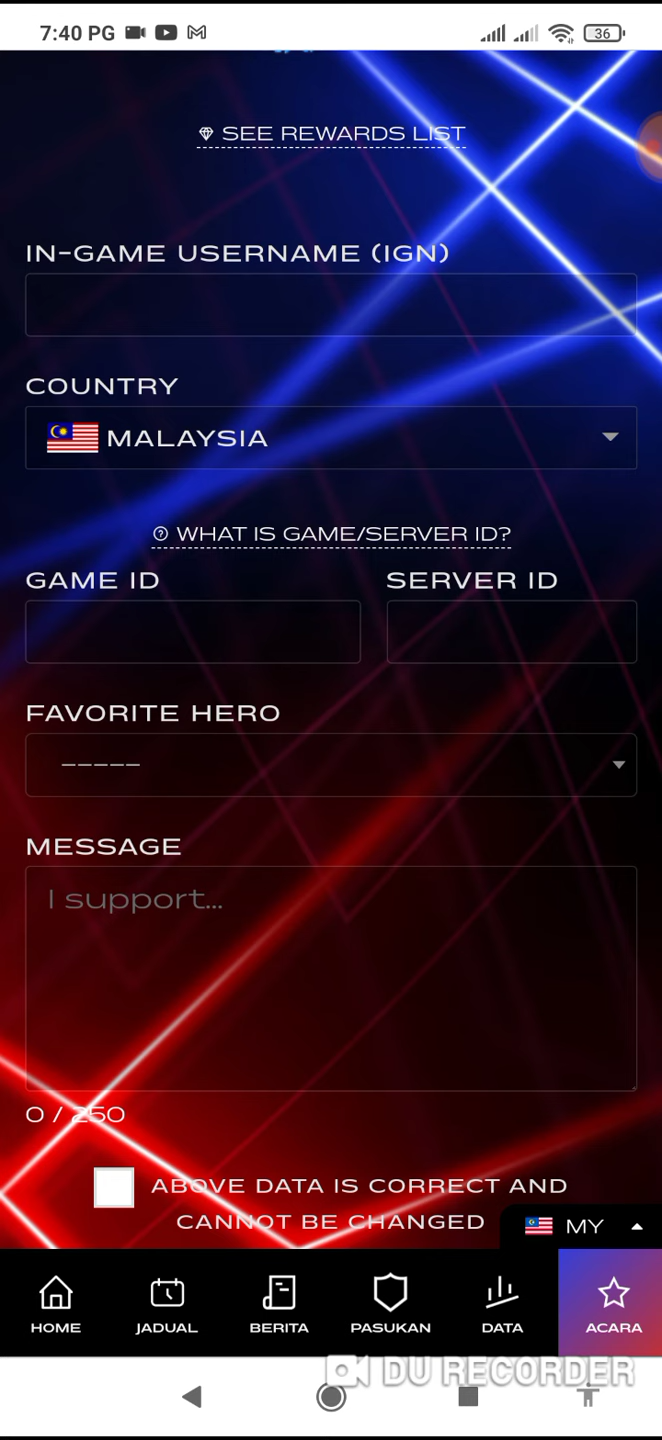 7:40 PG
36
SEE REWARDS LIST
IN-GAME USERNAME (IGN)
COUNTRY
MALAYSIA
WHAT IS GAME/SERVER ID?
GAME ID
SERVER ID
FAVORITE HERO
-----
MESSAGE
I support...
0 / 250
ABOVE DATA IS CORRECT AND
CANNOT BE CHANGED
MY
HOME
JADUAL
BERITA
PASUKAN
DATA
ACARA
DU RECORDER